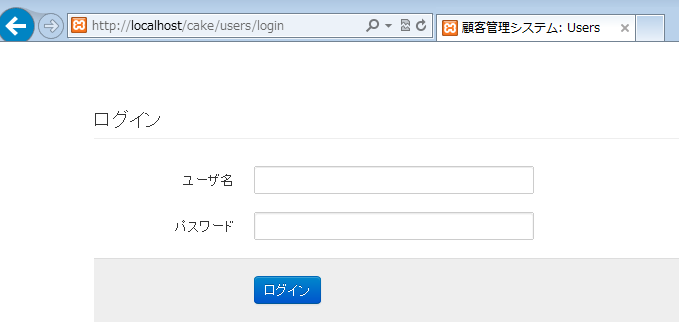 http://localhost/cake/users/login
顧客管理システム: Users
ログイン
ユーザ名
パスワード
ログイン